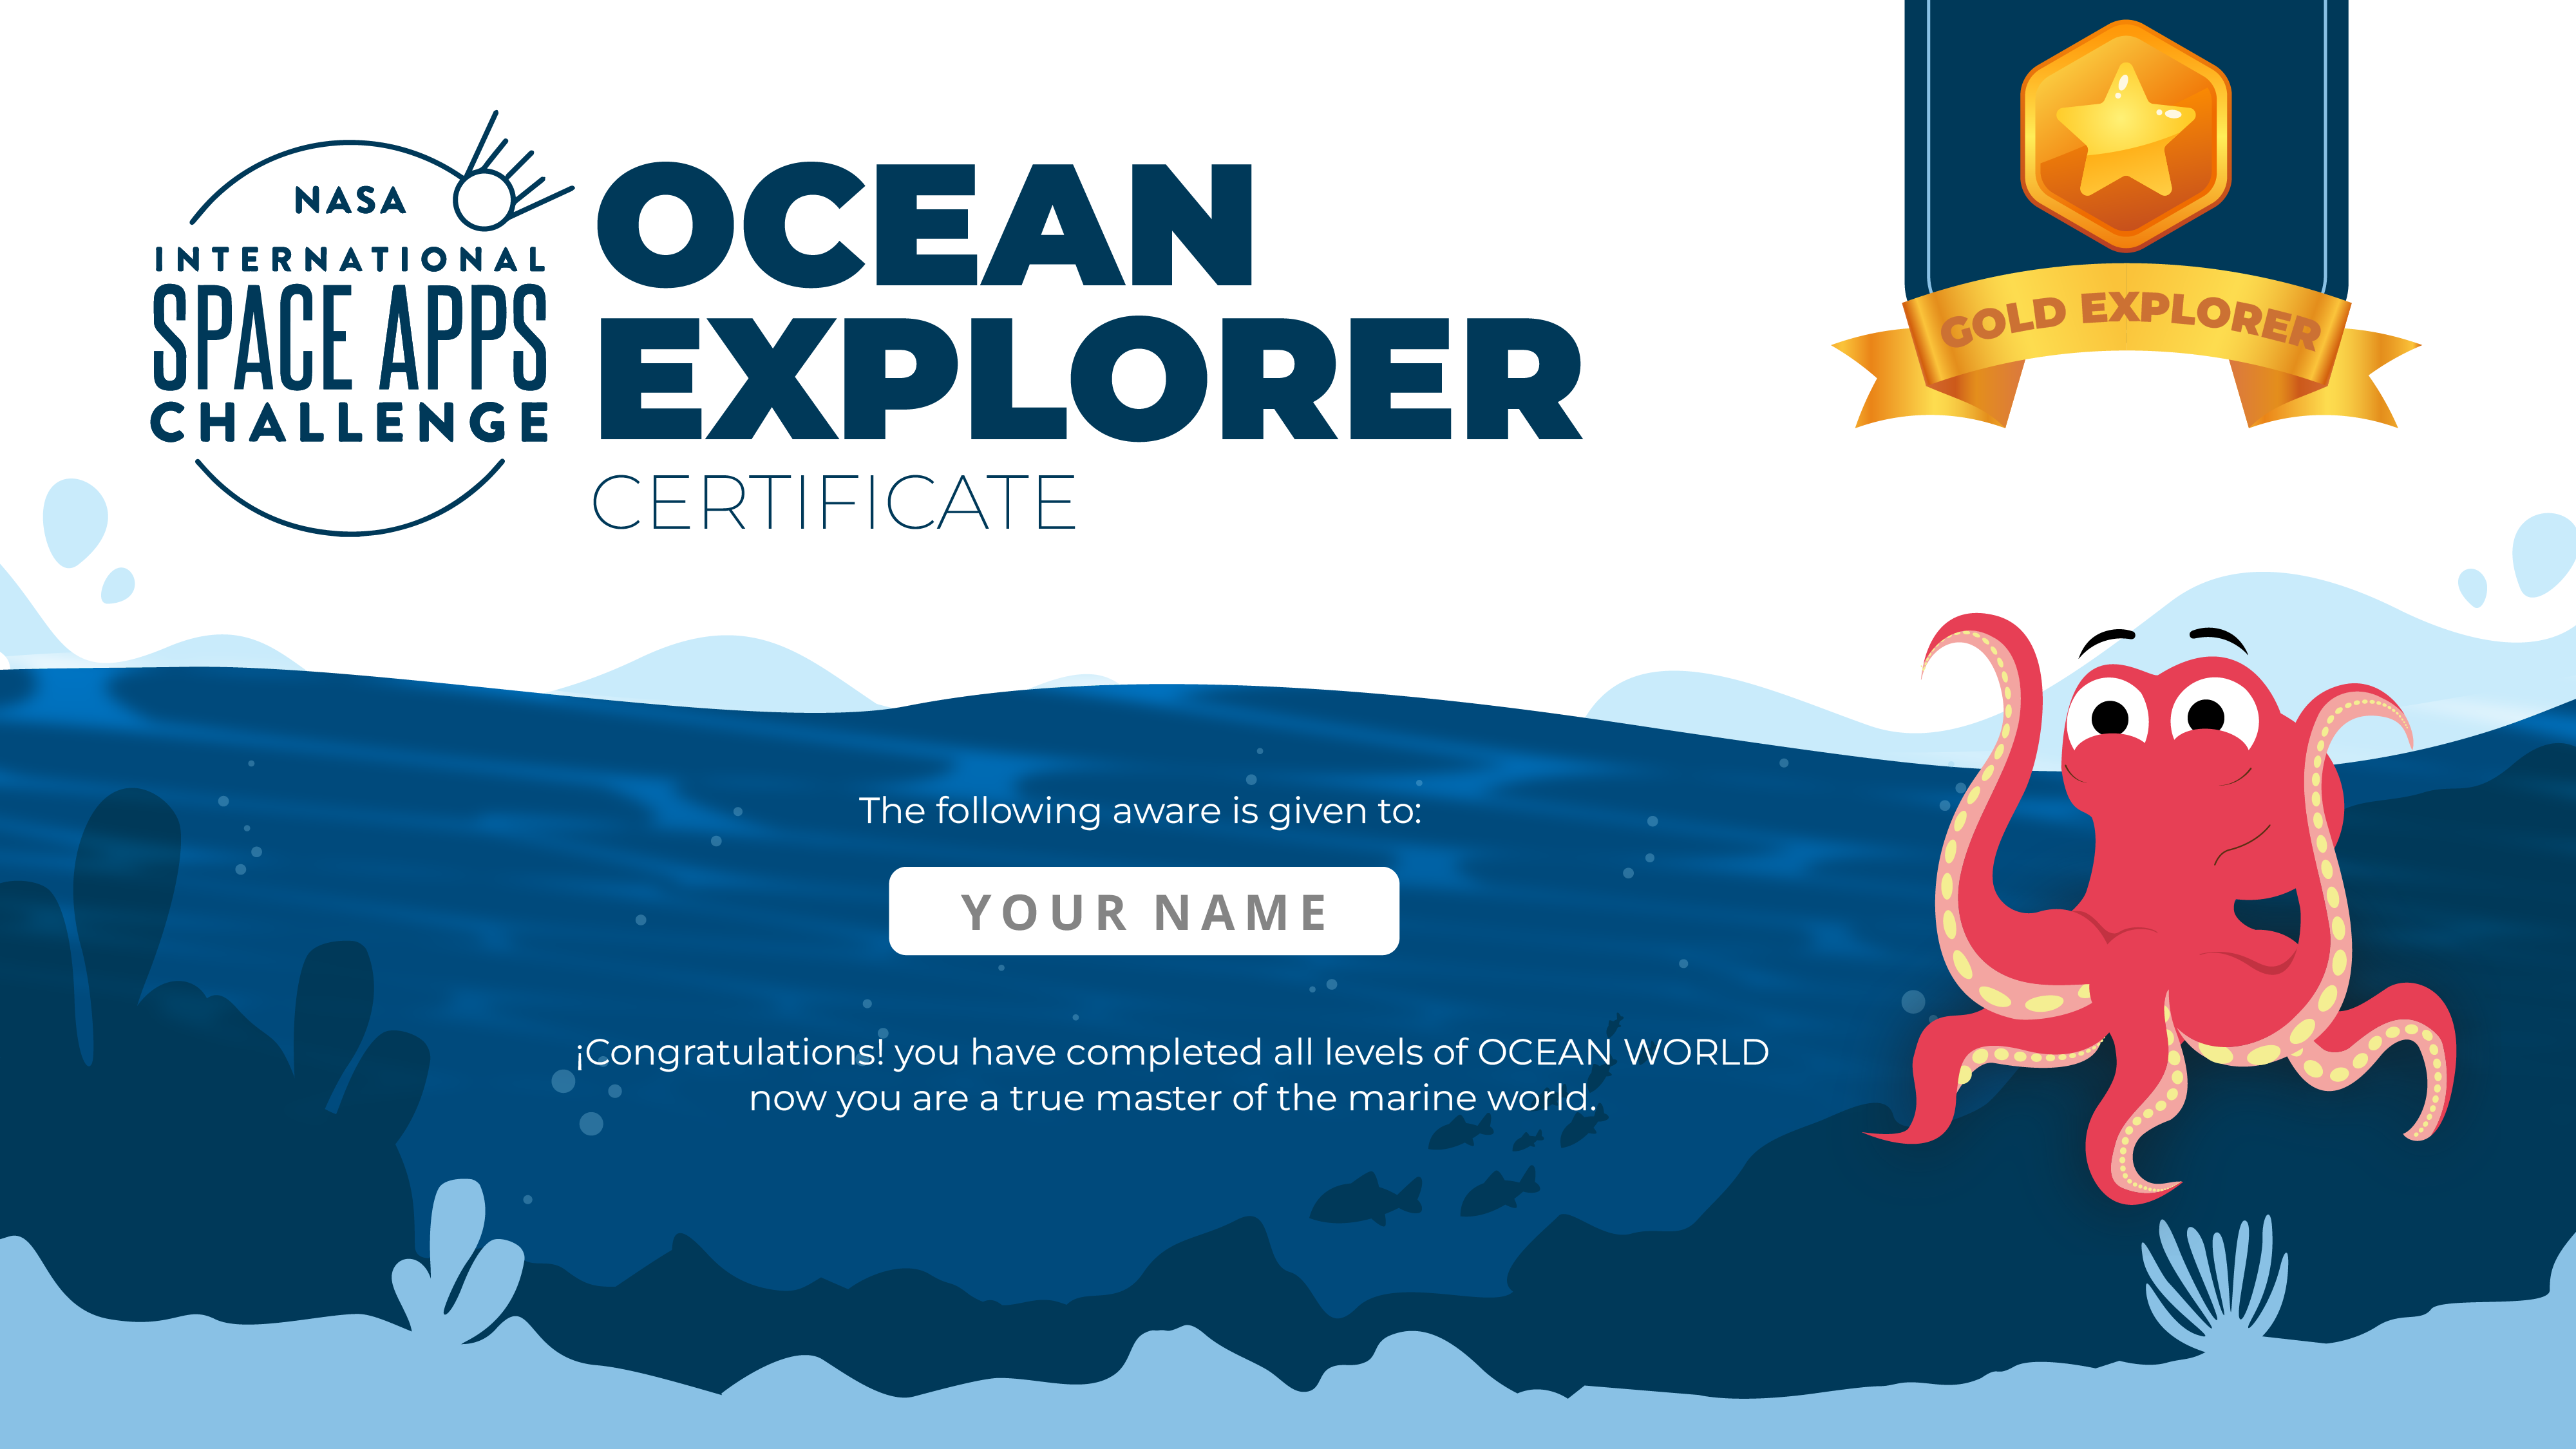 NASA
INTERNATIONAL
SPACE APPS
CHALLENGE
OCEAN
EXPLORER
CERTIFICATE
GOLD EXPLORER
The following aware is given to:
YOUR NAME
¡Congratulations! you have completed all levels of OCEAN WORLD
now you are a true master of the marine world.